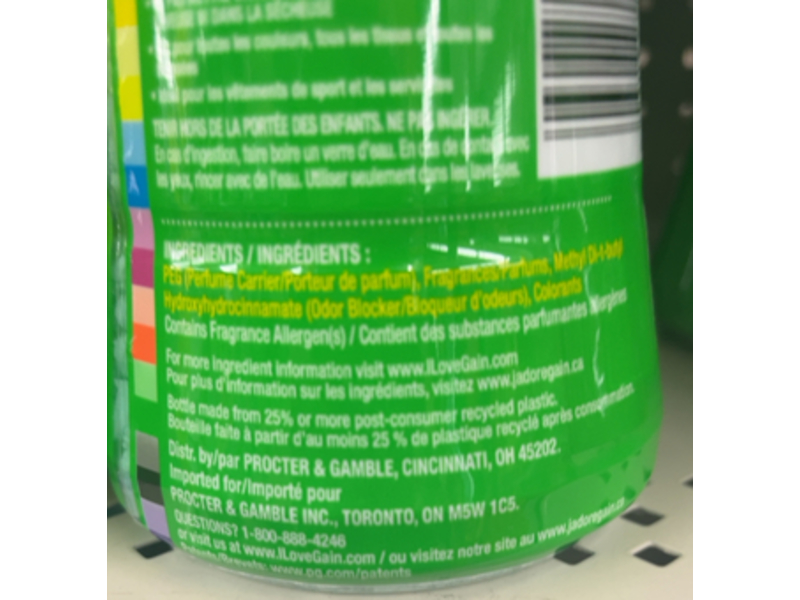 DANS LA SÉCHEUSE
pour toutes les couleurs, tous les tissus et toutes les
• pour les vêtements de sport et les serviettes
TENIR HORS DE LA PORTÉE DES ENFANTS. NE PAS INGÉRER.
En cas d'ingestion, faire boire un verre d'eau. En cas de contact avec
les yeux, rincer avec de l'eau. Utiliser seulement dans les laveuses.
INGREDIENTS / INGRÉDIENTS :
PEG (Perfume Carrier/Porteur de parfum), Fragrances/Parfums, Methyl Di-t-butyl
Hydroxyhydrocinnamate (Odor Blocker/Bloqueur d'odeurs), Colorants
Contains Fragrance Allergen(s) / Contient des substances parfumantes allergènes
For more ingredient information visit www.ILoveGain.com
Pour plus d'information sur les ingrédients, visitez www.jadoregain.ca
Bottle made from 25% or more post-consumer recycled plastic.
Bouteille faite à partir d'au moins 25 % de plastique recyclé après consommation.
Distr. by/par PROCTER & GAMBLE, CINCINNATI, OH 45202.
Imported for/Importé pour
PROCTER & GAMBLE INC., TORONTO, ON M5W 1C5.
QUESTIONS? 1-800-888-4246
or visit us at www.ILoveGain.com / ou visitez notre site au www.jadoregain.ca
Patents/Brevets: www.pg.com/patents